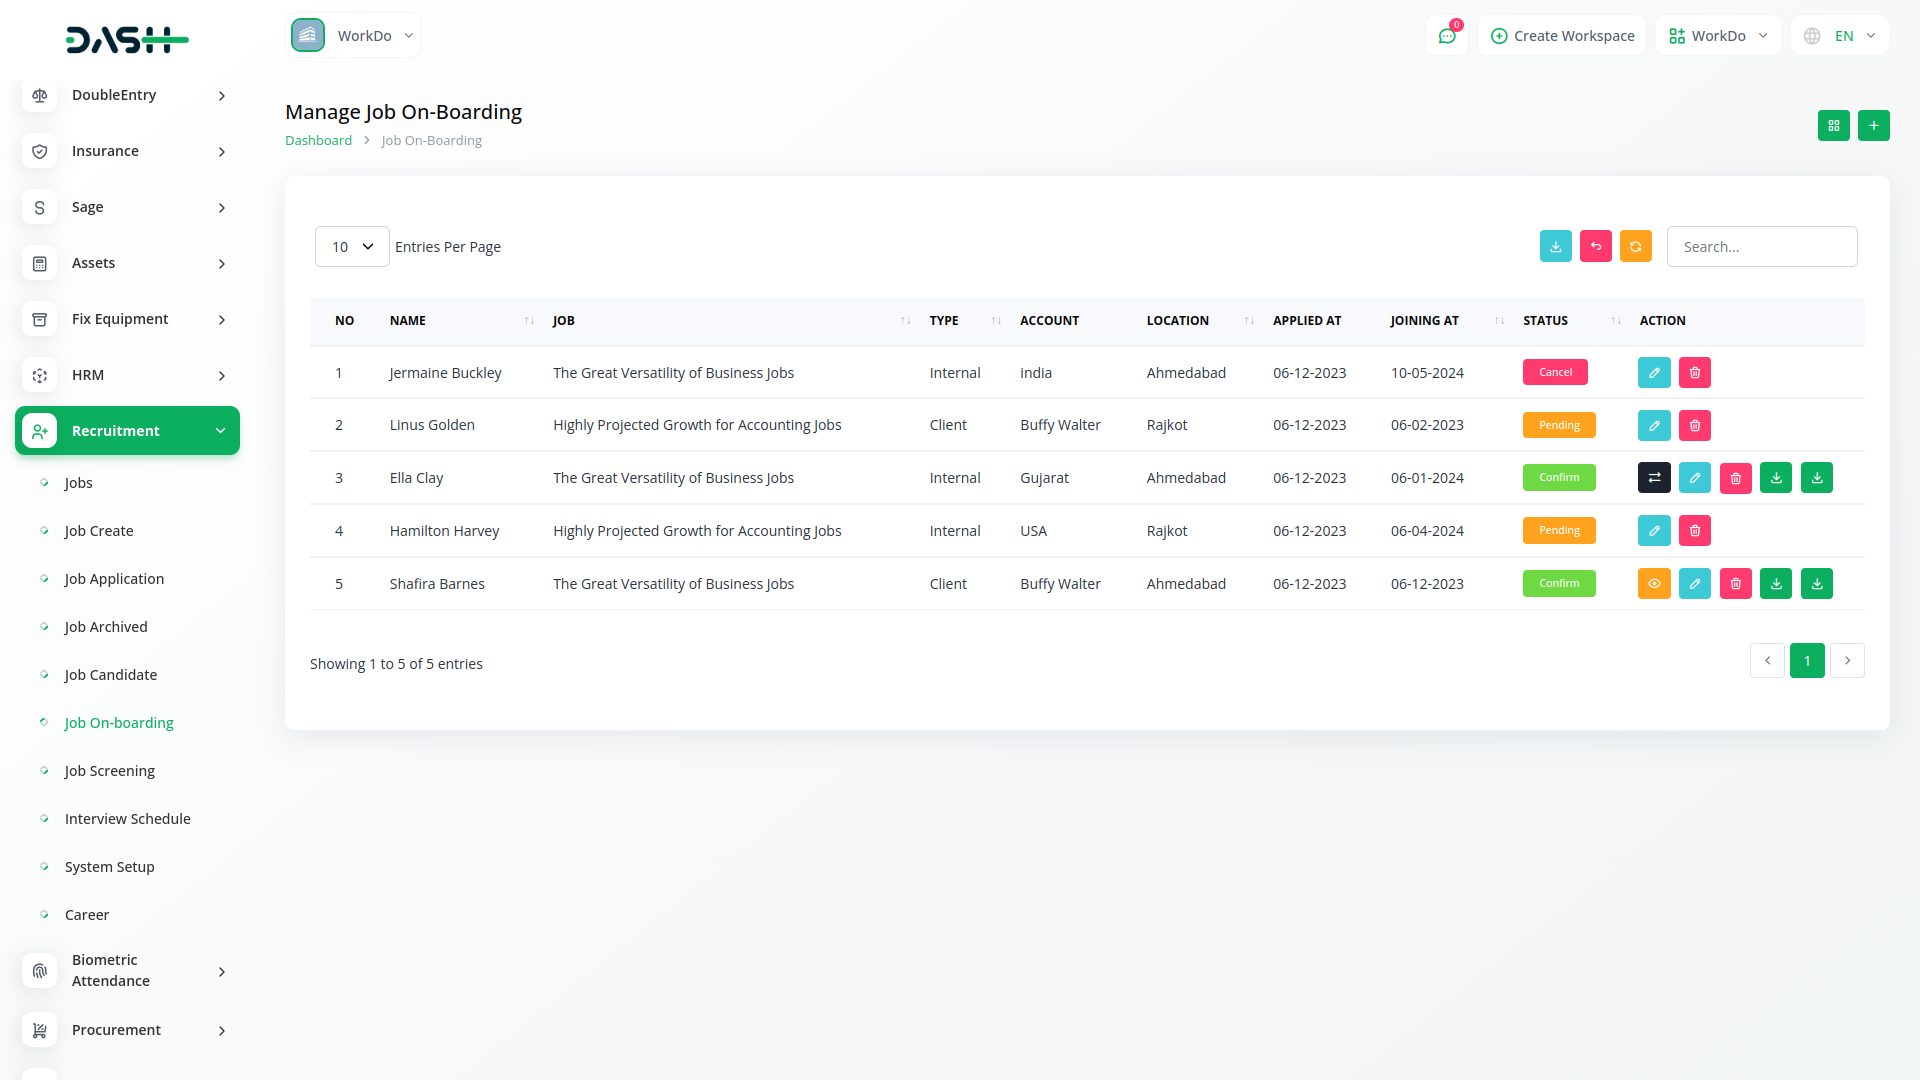 DASH
WorkDo
0
Create Workspace
WorkDo
EN
DoubleEntry
Insurance
S
Sage
Assets
Fix Equipment
HRM
Recruitment
Jobs
Job Create
Job Application
Job Archived
Job Candidate
Job On-boarding
Job Screening
Interview Schedule
System Setup
Career
Biometric
Attendance
Procurement
Manage Job On-Boarding
Dashboard > Job On-Boarding
10 Entries Per Page
Search...
NO NAME JOB TYPE ACCOUNT LOCATION APPLIED AT JOINING AT STATUS ACTION
1 Jermaine Buckley The Great Versatility of Business Jobs Internal India Ahmedabad 06-12-2023 10-05-2024 Cancel
2 Linus Golden Highly Projected Growth for Accounting Jobs Client Buffy Walter Rajkot 06-12-2023 06-02-2023 Pending
3 Ella Clay The Great Versatility of Business Jobs Internal Gujarat Ahmedabad 06-12-2023 06-01-2024 Confirm
4 Hamilton Harvey Highly Projected Growth for Accounting Jobs Internal USA Rajkot 06-12-2023 06-04-2024 Pending
5 Shafira Barnes The Great Versatility of Business Jobs Client Buffy Walter Ahmedabad 06-12-2023 06-12-2023 Confirm
Showing 1 to 5 of 5 entries
1